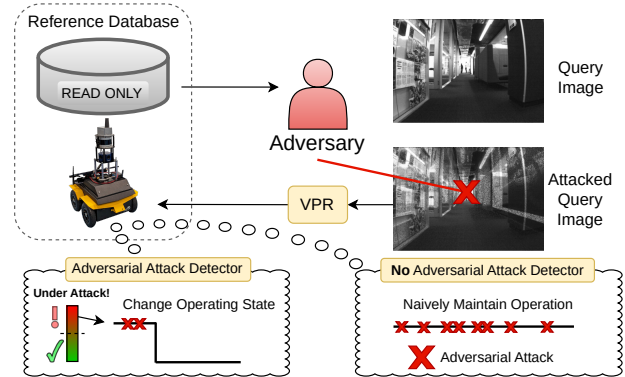 Reference Database
READ ONLY
Adversary
Query
Image
Attacked
Query
Image
VPR
Adversarial Attack Detector
Under Attack!
Change Operating State
No Adversarial Attack Detector
Naively Maintain Operation
Adversarial Attack